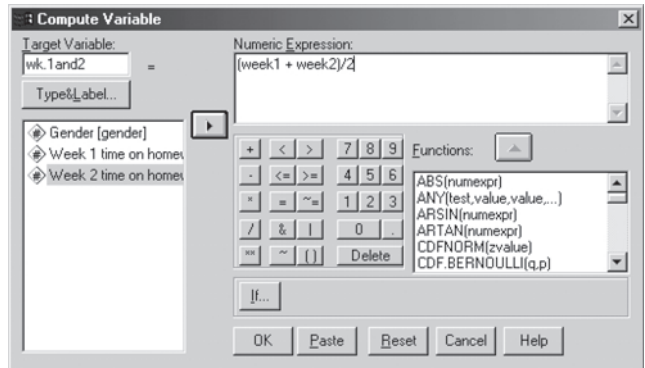 Compute Variable
Target Variable:
wk.1and2
=
Numeric Expression:
(week1 + week2)/2
Type&Label...
Gender [gender]
Week 1 time on homew
Week 2 time on homew
+ < > 7 8 9
- <= >= 4 5 6
* = ~= 1 2 3
/ & | 0 .
** ~ () Delete
Functions:
ABS(numexpr)
ANY(test,value,value,...)
ARSIN(numexpr)
ARTAN(numexpr)
CDFNORM(zvalue)
CDF.BERNOULLI(q,p)
If...
OK Paste Reset Cancel Help